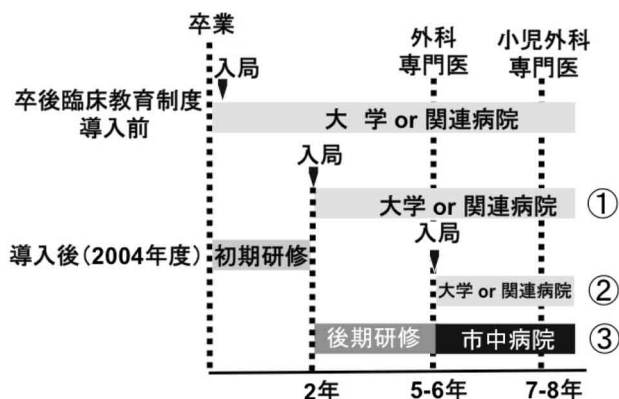 卒業
外科
専門医
小児外科
専門医
入局
卒後臨床教育制度
導入前
大 学 or 関連病院
入局
大学 or 関連病院 ①
入局
導入後(2004年度) 初期研修
大学 or 関連病院 ②
後期研修 市中病院 ③
2年 5-6年 7-8年